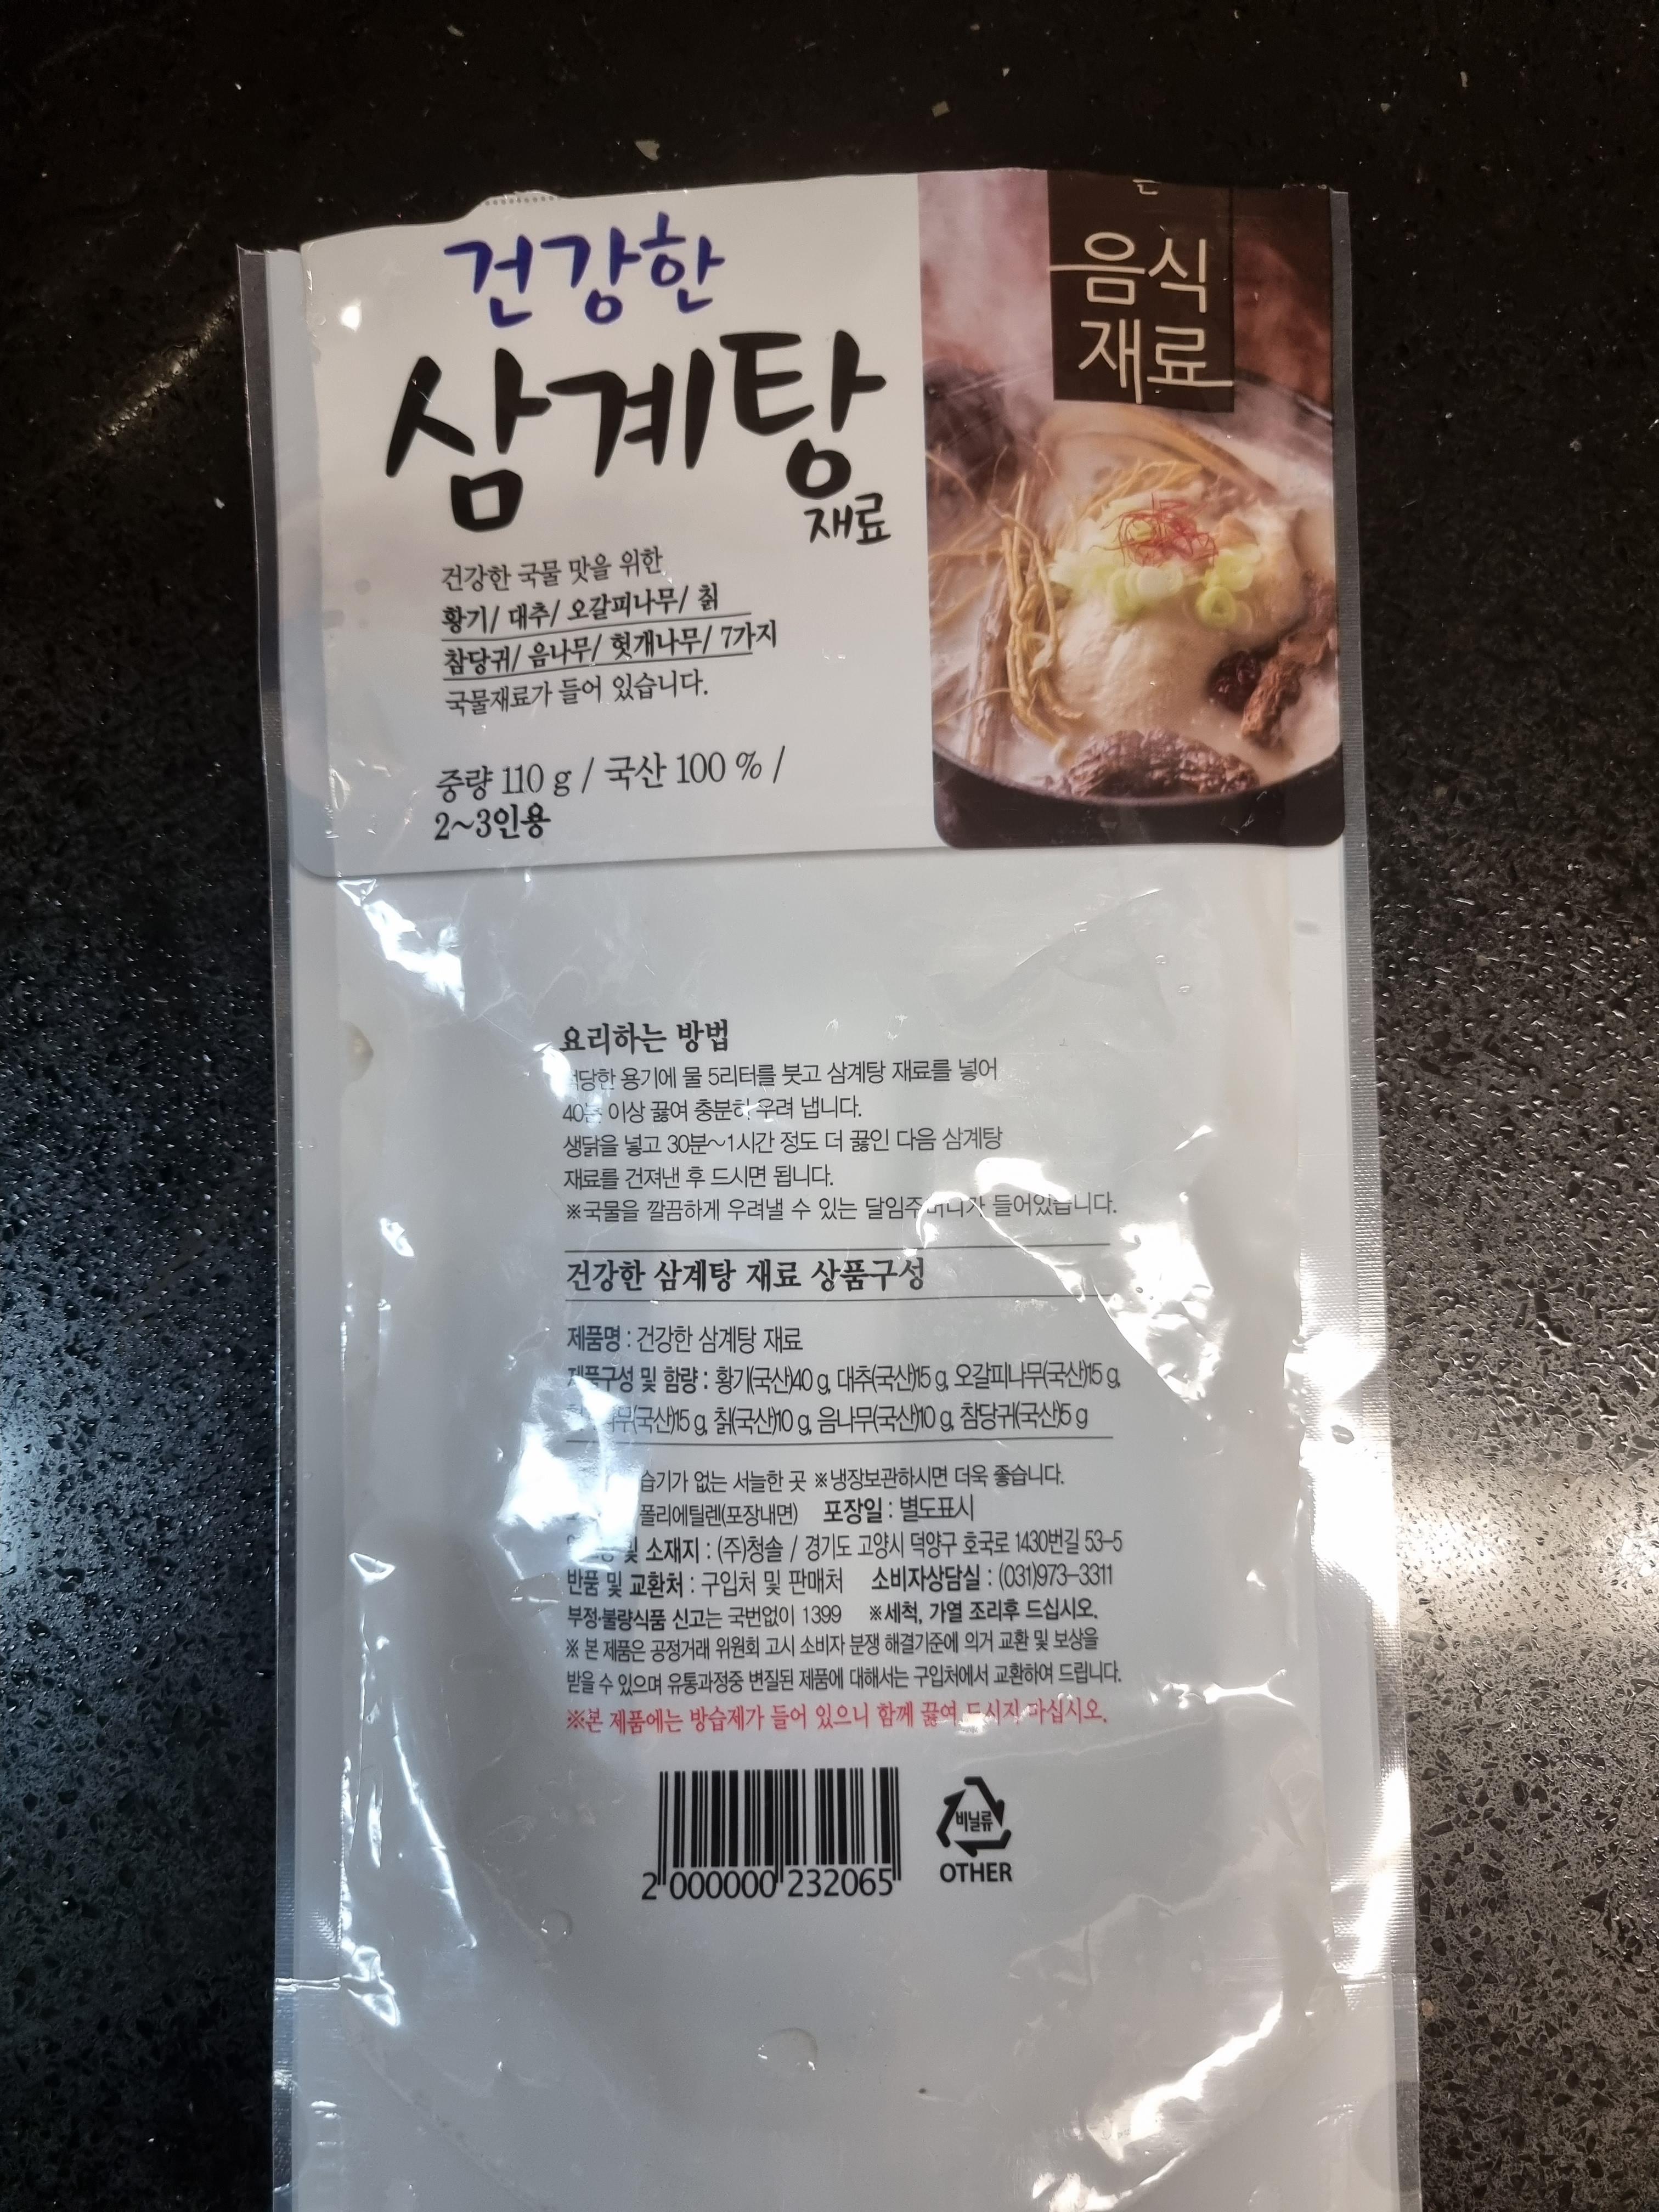 건강한
삼계탕
재료
건강한 국물 맛을 위한
황기/ 대추/ 오갈피나무/ 칡
참당귀/ 음나무/ 헛개나무/ 7가지
국물재료가 들어 있습니다.
중량 110 g / 국산 100 % /
2~3인용
음식
재료
요리하는 방법
적당한 용기에 물 5리터를 붓고 삼계탕 재료를 넣어
40분 이상 끓여 충분히 우려 냅니다.
생닭을 넣고 30분~1시간 정도 더 끓인 다음 삼계탕
재료를 건져낸 후 드시면 됩니다.
※국물을 깔끔하게 우려낼 수 있는 달임주머니가 들어있습니다.
건강한 삼계탕 재료 상품구성
제품명 : 건강한 삼계탕 재료
제품구성 및 함량 : 황기(국산)40 g, 대추(국산)15 g, 오갈피나무(국산)15 g,
(국산)15 g, 칡(국산)10 g, 음나무(국산)10 g, 참당귀(국산)5 g
습기가 없는 서늘한 곳 ※냉장보관하시면 더욱 좋습니다.
폴리에틸렌(포장내면) 포장일 : 별도표시
및 소재지 : (주)청솔 / 경기도 고양시 덕양구 호국로 1430번길 53-5
반품 및 교환처 : 구입처 및 판매처 소비자상담실 : (031)973-3311
부정·불량식품 신고는 국번없이 1399 ※세척, 가열 조리후 드십시오.
※ 본 제품은 공정거래 위원회 고시 소비자 분쟁 해결기준에 의거 교환 및 보상을
받을 수 있으며 유통과정중 변질된 제품에 대해서는 구입처에서 교환하여 드립니다.
※본 제품에는 방습제가 들어 있으니 함께 끓여 드시지 마십시오.
2 000000 232065
비닐류
OTHER